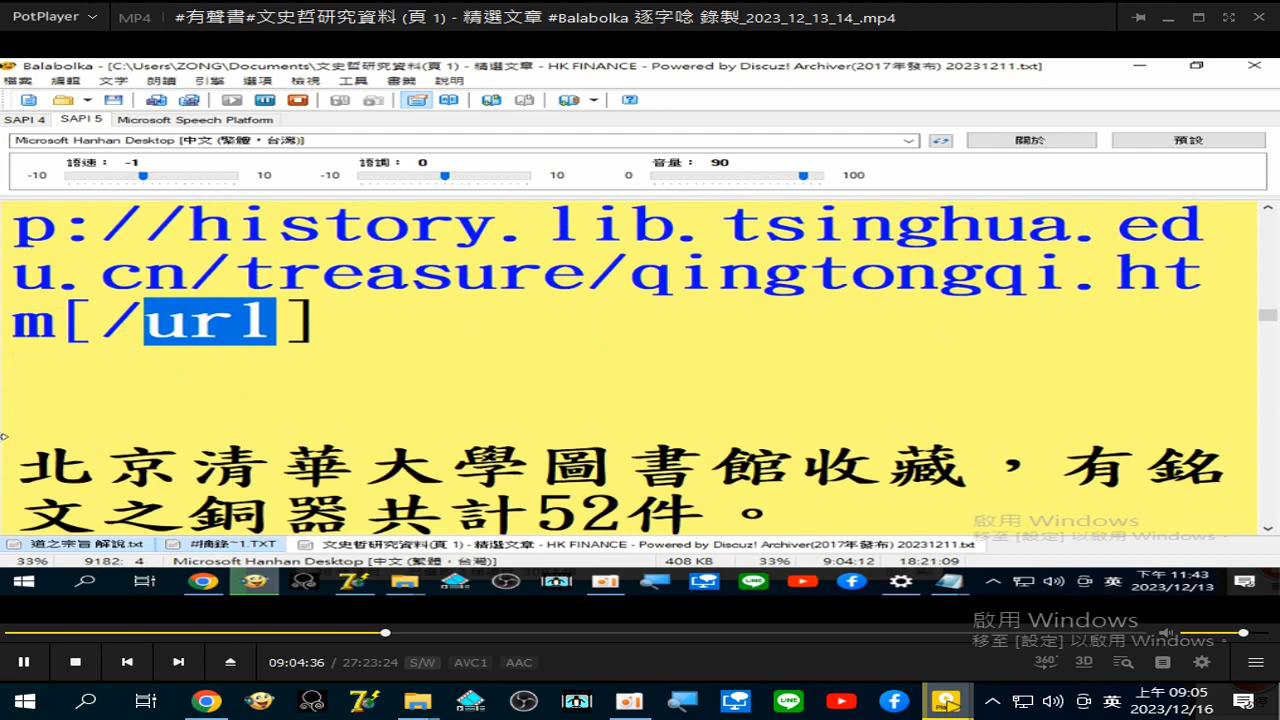 PotPlayer
MP4
#有聲書#文史哲研究資料 (頁 1) - 精選文章 #Balabolka 逐字唸 錄製_2023_12_13_14_.mp4
Balabolka - [C:\Users\ZONG\Documents\文史哲研究資料(頁 1) - 精選文章 - HK FINANCE - Powered by Discuz! Archiver(2017年發布) 20231211.txt]
檔案 編輯 文字 朗讀 引擎 選項 檢視 工具 書籤 說明
SAPI 4 SAPI 5 Microsoft Speech Platform
Microsoft Hanhan Desktop [中文 (繁體，台灣)] 關於 預設
語速： -1 語調： 0 音量： 90
-10 10 -10 10 0 100
p://history.lib.tsinghua.ed
u.cn/treasure/qingtongqi.ht
m[/url]
北京清華大學圖書館收藏，有銘
文之銅器共計52件。
啟用 Windows
移至 [設定] 以啟用 Windows。
道之宗旨 解說.txt #摘錄~1.TXT 文史哲研究資料(頁 1) - 精選文章 - HK FINANCE - Powered by Discuz! Archiver(2017年發布) 20231211.txt
33% 9182: 4 Microsoft Hanhan Desktop [中文 (繁體，台灣)] 408 KB 33% 9:04:12 18:21:09
英 下午 11:43
2023/12/13
啟用 Windows
移至 [設定] 以啟用 Windows。
09:04:36 / 27:23:24 S/W AVC1 AAC 360° 3D
英 上午 09:05
2023/12/16